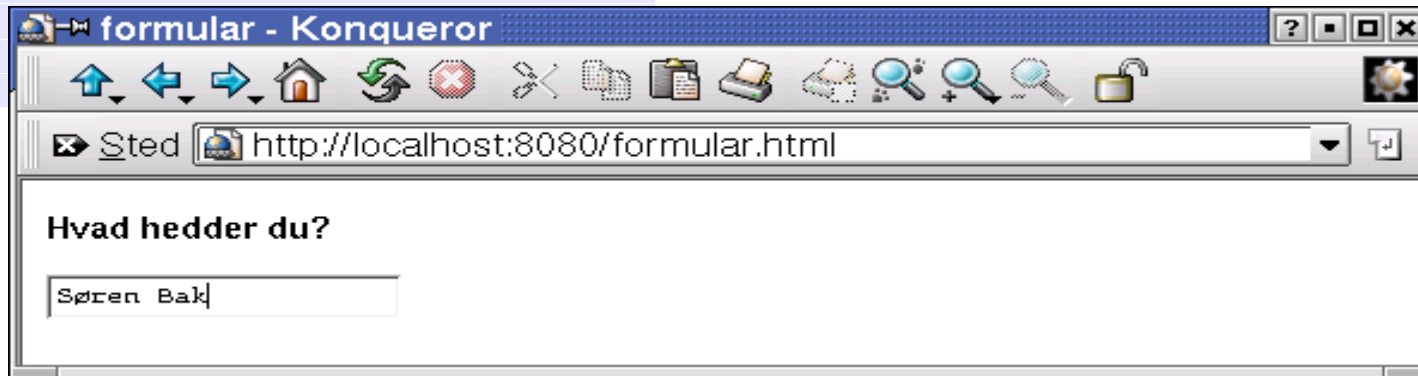 formular - Konqueror
Sted http://localhost:8080/formular.html
Hvad hedder du?
Søren Bak